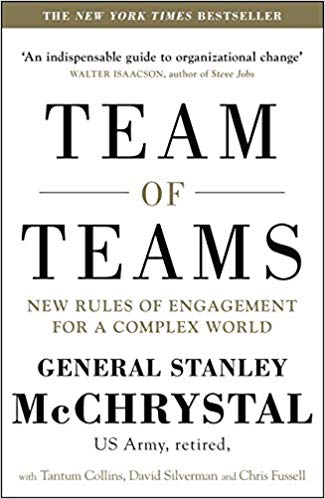 THE NEW YORK TIMES BESTSELLER
‘An indispensable guide to organizational change’
WALTER ISAACSON, author of Steve Jobs
TEAM
OF
TEAMS
NEW RULES OF ENGAGEMENT
FOR A COMPLEX WORLD
GENERAL STANLEY
McCHRYSTAL
US Army, retired,
with Tantum Collins, David Silverman and Chris Fussell